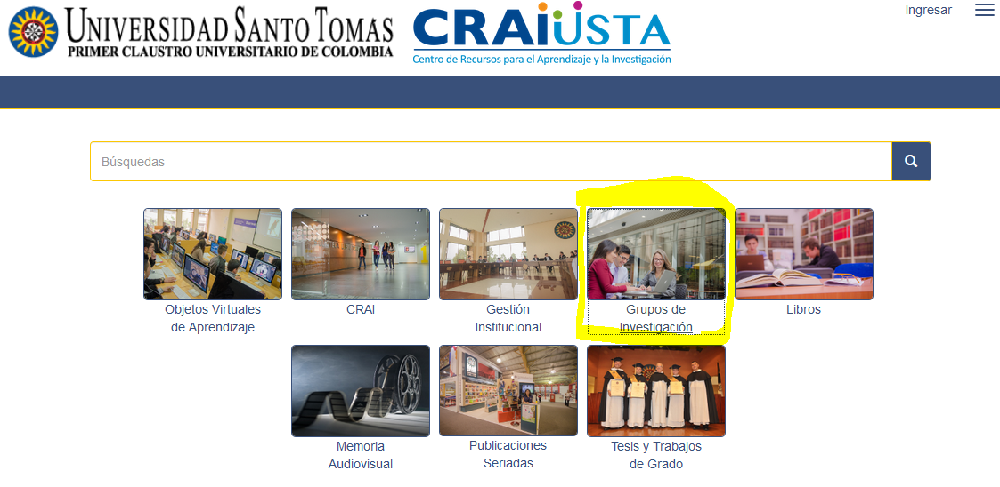 UNIVERSIDAD SANTO TOMÁS
PRIMER CLAUSTRO UNIVERSITARIO DE COLOMBIA
CRAIUSTA
Centro de Recursos para el Aprendizaje y la Investigación
Ingresar
Búsquedas
Objetos Virtuales
de Aprendizaje
CRAI
Gestión
Institucional
Grupos de
Investigación
Libros
Memoria
Audiovisual
Publicaciones
Seriadas
Tesis y Trabajos
de Grado